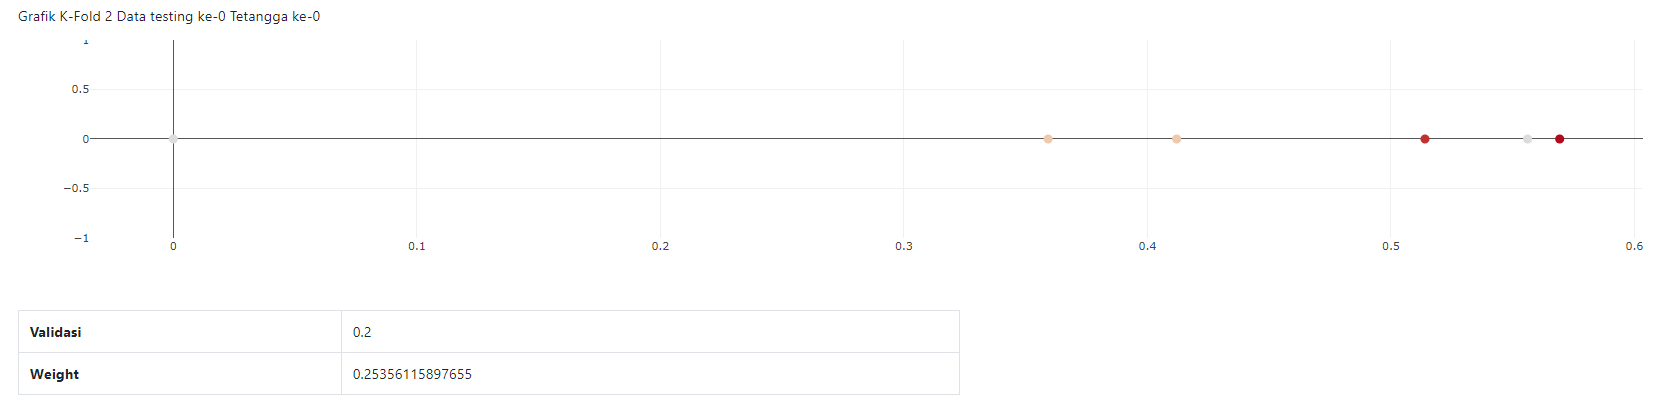 Grafik K-Fold 2 Data testing ke-0 Tetangga ke-0
1
0.5
0
−0.5
−1
0 0.1 0.2 0.3 0.4 0.5 0.6
Validasi 0.2
Weight 0.25356115897655